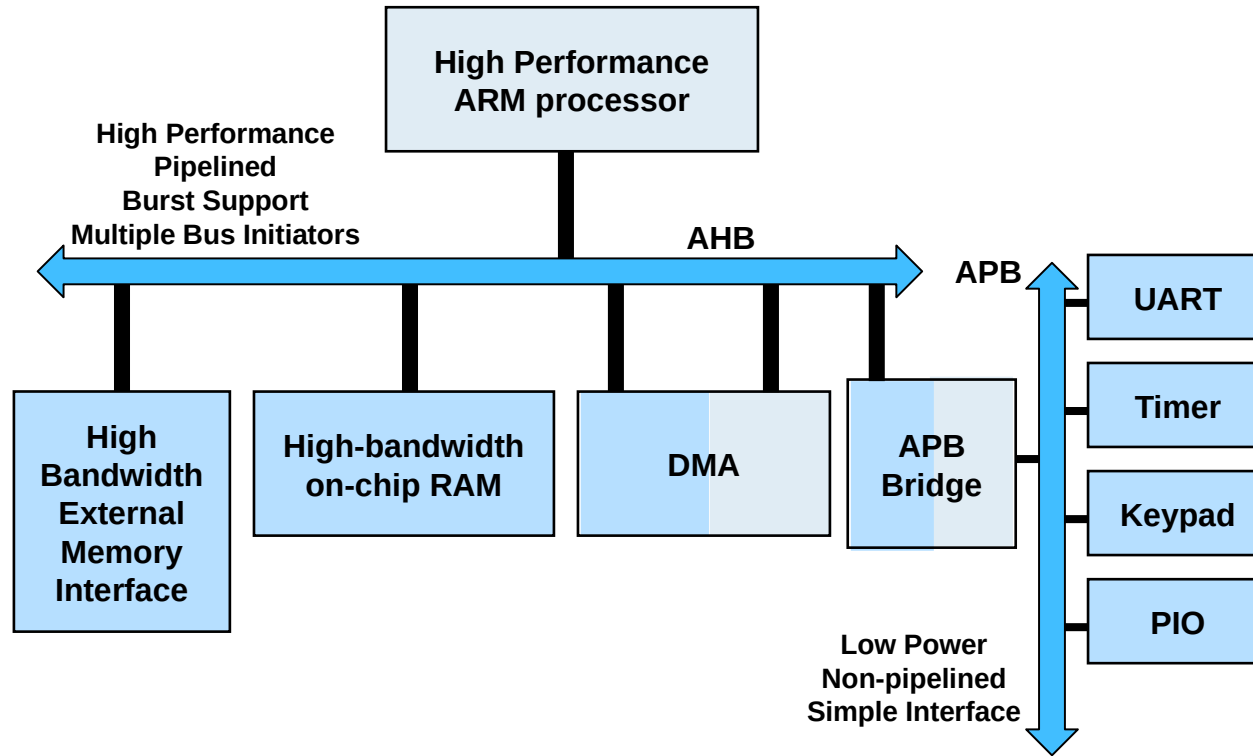 High Performance
ARM processor
High Performance
Pipelined
Burst Support
Multiple Bus Initiators
AHB
APB
UART
Timer
Keypad
PIO
High
Bandwidth
External
Memory
Interface
High-bandwidth
on-chip RAM
DMA
APB
Bridge
Low Power
Non-pipelined
Simple Interface